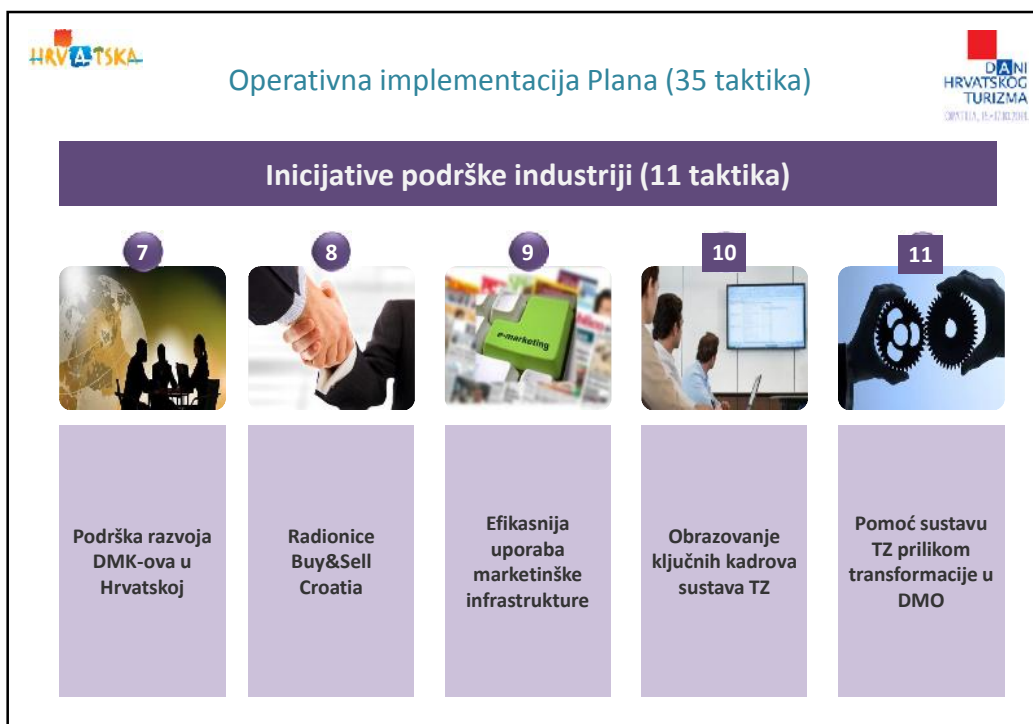 HRVATSKA
Operativna implementacija Plana (35 taktika)
DANI
HRVATSKOG
TURIZMA
Inicijative podrške industriji (11 taktika)
7
8
9
10
11
e-marketing
Podrška razvoja
DMK-ova u
Hrvatskoj
Radionice
Buy&Sell
Croatia
Efikasnija
uporaba
marketinške
infrastrukture
Obrazovanje
ključnih kadrova
sustava TZ
Pomoć sustavu
TZ prilikom
transformacije u
DMO